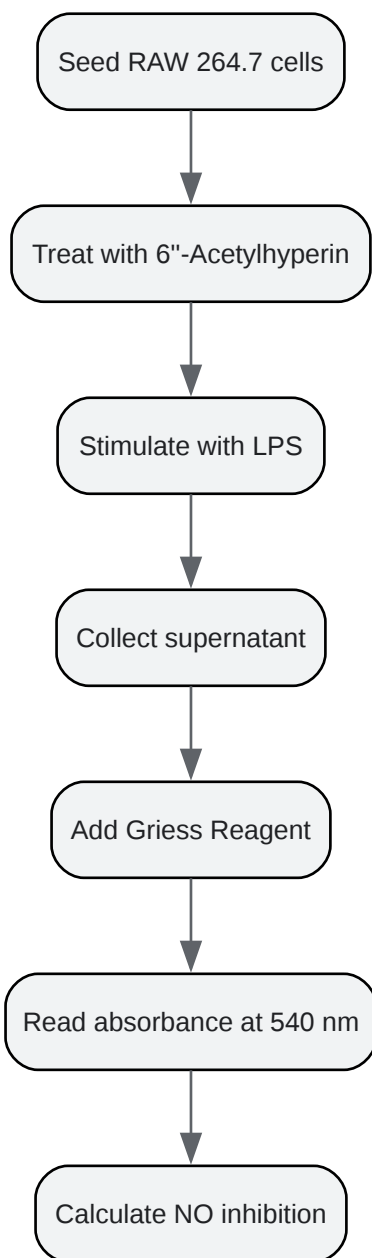 Seed RAW 264.7 cells
Treat with 6"-Acetylhyperin
Stimulate with LPS
Collect supernatant
Add Griess Reagent
Read absorbance at 540 nm
Calculate NO inhibition